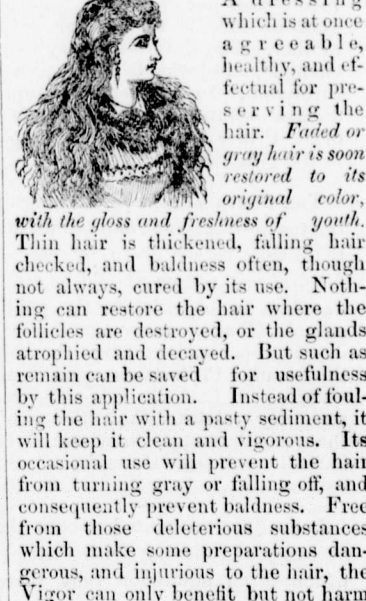 A dressing
which is at once
agreeable,
healthy, and ef-
fectual for pre-
serving the
hair. Faded or
gray hair is soon
restored to its
original color,
with the gloss and freshness of youth.
Thin hair is thickened, falling hair
checked, and baldness often, though
not always, cured by its use. Noth-
ing can restore the hair where the
follicles are destroyed, or the glands
atrophied and decayed. But such as
remain can be saved for usefulness
by this application. Instead of foul-
ing the hair with a pasty sediment, it
will keep it clean and vigorous. Its
occasional use will prevent the hair
from turning gray or falling off, and
consequently prevent baldness. Free
from those deleterious substances
which make some preparations dan-
gerous, and injurious to the hair, the
Vigor can only benefit but not harm